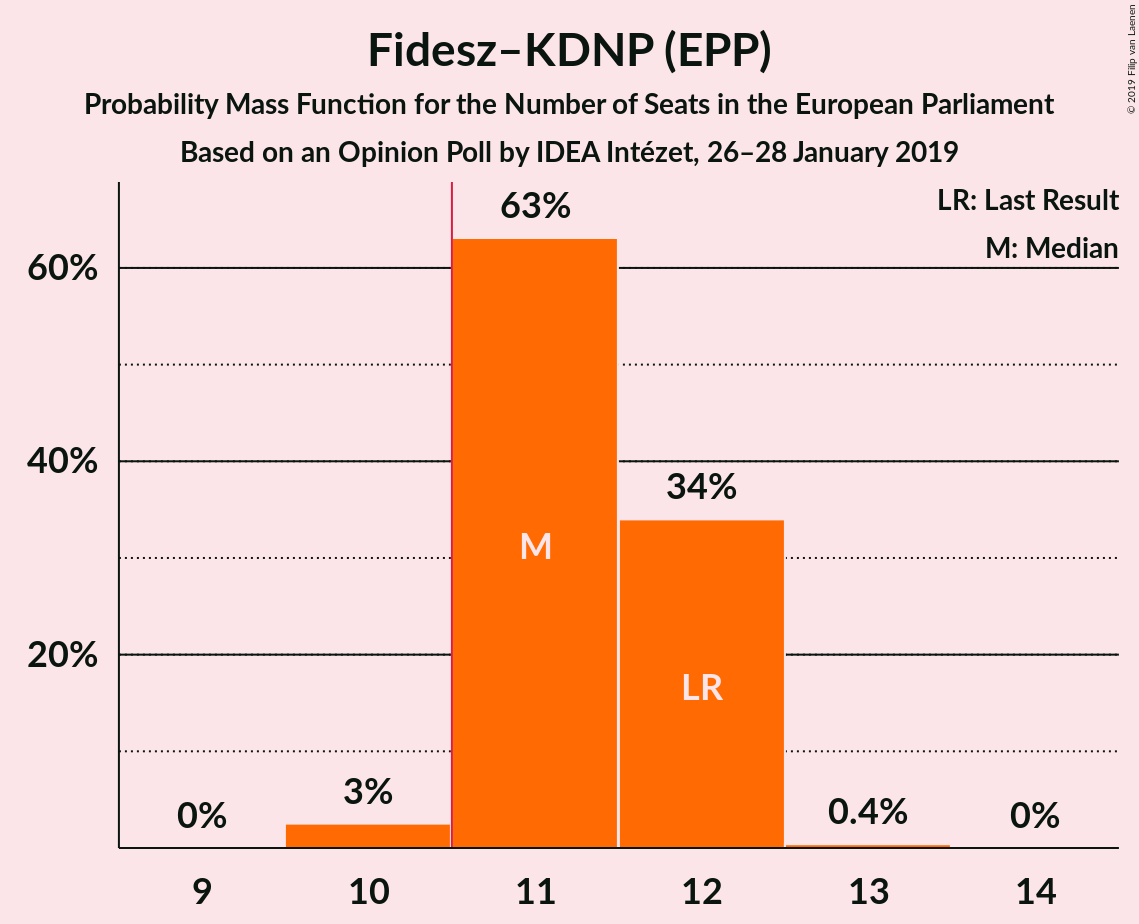 Fidesz–KDNP (EPP)
Probability Mass Function for the Number of Seats in the European Parliament
Based on an Opinion Poll by IDEA Intézet, 26–28 January 2019
© 2019 Filip van Laenen
LR: Last Result
M: Median
60%
40%
20%
0%
3%
63%
34%
0.4%
0%
M
LR
9
10
11
12
13
14